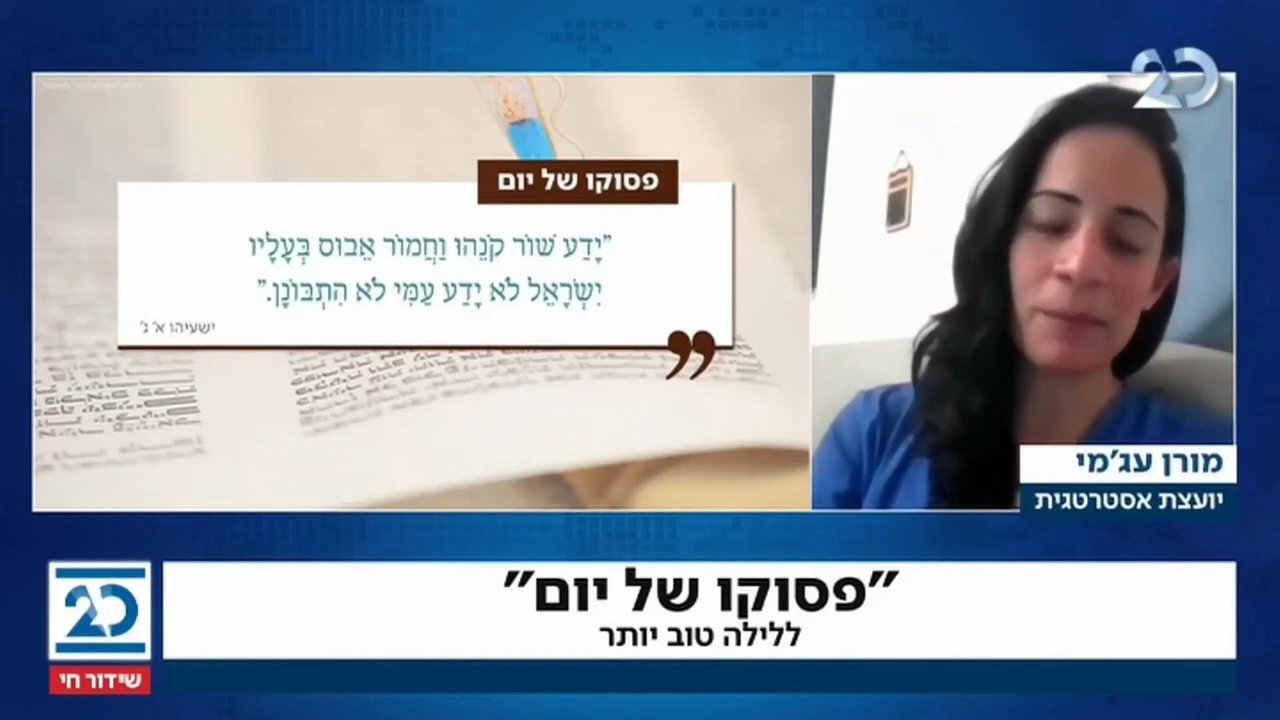 20
פסוקו של יום
"יָדַע שׁוֹר קֹנֵהוּ וַחֲמוֹר אֵבוּס בְּעָלָיו
יִשְׂרָאֵל לֹא יָדַע עַמִּי לֹא הִתְבּוֹנָן."
ישעיהו א' ג'
מורן עג'מי
יועצת אסטרטגית
"פסוקו של יום"
ללילה טוב יותר
20
שידור חי